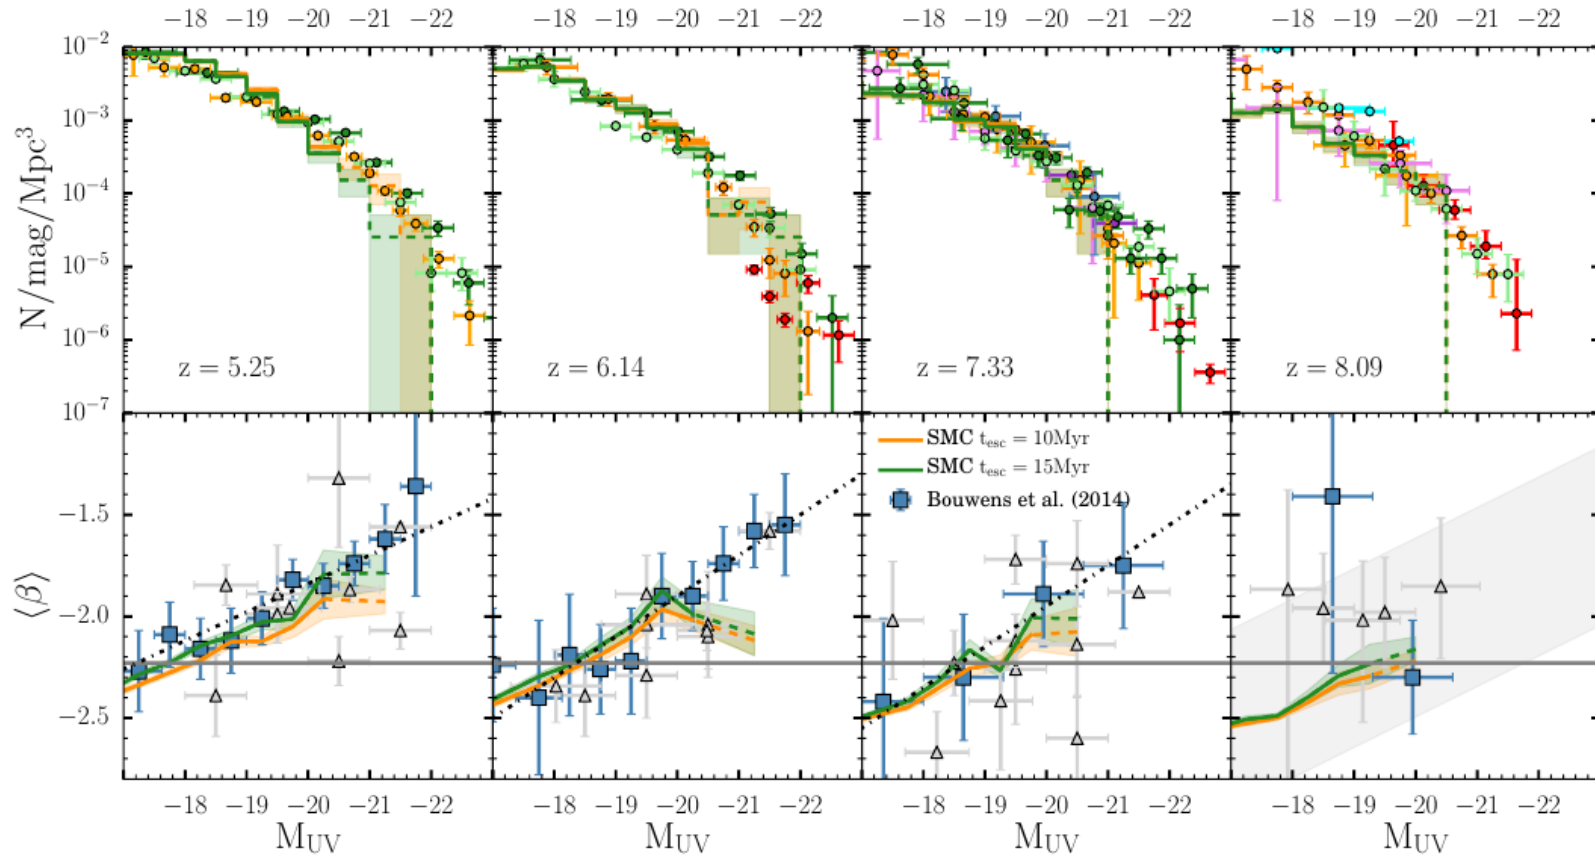 −18 −19 −20 −21 −22 −18 −19 −20 −21 −22 −18 −19 −20 −21 −22 −18 −19 −20 −21 −22
10⁻²
10⁻³
10⁻⁴
10⁻⁵
10⁻⁶
10⁻⁷
N/mag/Mpc³
z = 5.25
z = 6.14
z = 7.33
z = 8.09
SMC t_esc = 10Myr
SMC t_esc = 15Myr
Bouwens et al. (2014)
−1.5
−2.0
−2.5
⟨β⟩
−18 −19 −20 −21 −22 −18 −19 −20 −21 −22 −18 −19 −20 −21 −22 −18 −19 −20 −21 −22
M_UV M_UV M_UV M_UV